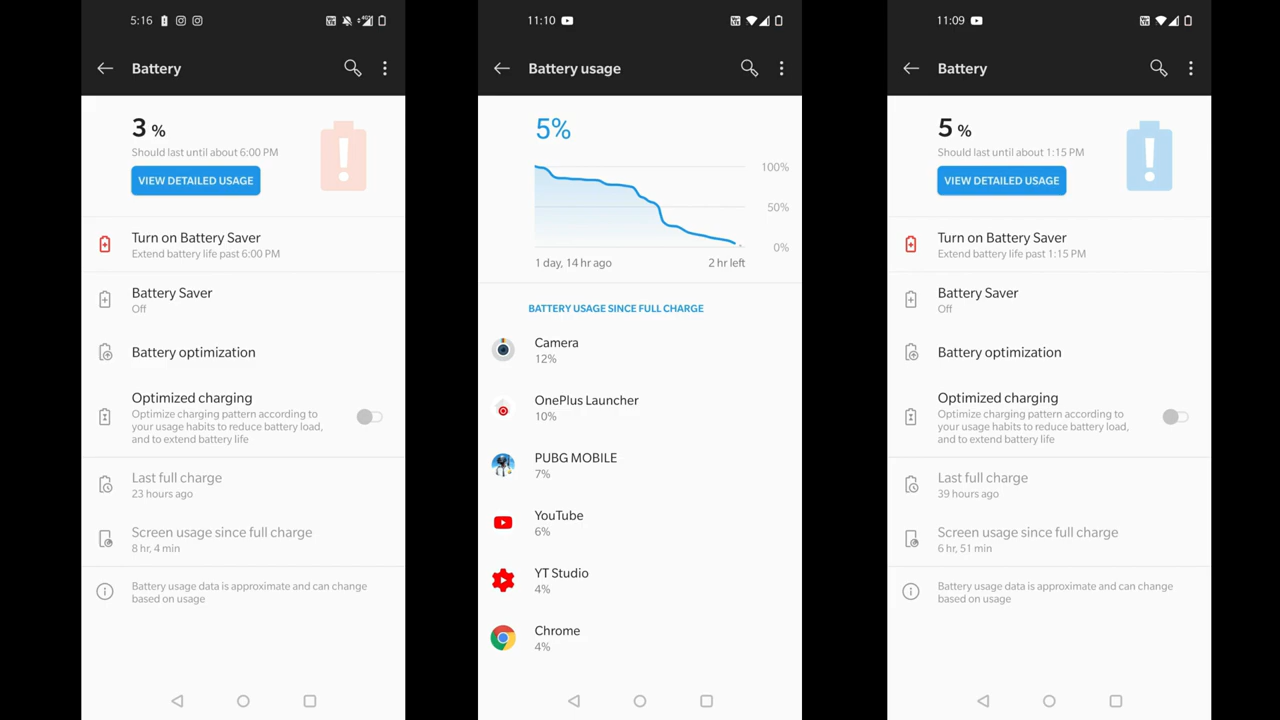 5:16
Battery
3 %
Should last until about 6:00 PM
VIEW DETAILED USAGE
Turn on Battery Saver
Extend battery life past 6:00 PM
Battery Saver
Off
Battery optimization
Optimized charging
Optimize charging pattern according to
your usage habits to reduce battery load,
and to extend battery life
Last full charge
23 hours ago
Screen usage since full charge
8 hr, 4 min
Battery usage data is approximate and can change
based on usage
11:10
Battery usage
5%
100%
50%
0%
1 day, 14 hr ago
2 hr left
BATTERY USAGE SINCE FULL CHARGE
Camera
12%
OnePlus Launcher
10%
PUBG MOBILE
7%
YouTube
6%
YT Studio
4%
Chrome
4%
11:09
Battery
5 %
Should last until about 1:15 PM
VIEW DETAILED USAGE
Turn on Battery Saver
Extend battery life past 1:15 PM
Battery Saver
Off
Battery optimization
Optimized charging
Optimize charging pattern according to
your usage habits to reduce battery load,
and to extend battery life
Last full charge
39 hours ago
Screen usage since full charge
6 hr, 51 min
Battery usage data is approximate and can change
based on usage